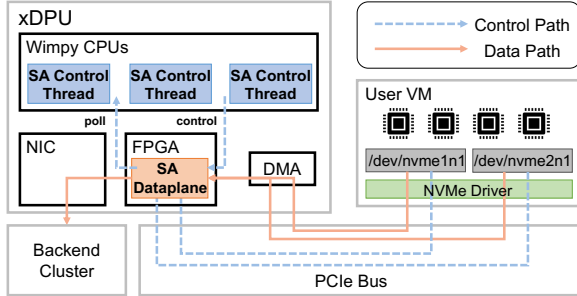 xDPU
Wimpy CPUs
SA Control
Thread
SA Control
Thread
SA Control
Thread
poll
control
NIC
FPGA
SA
Dataplane
DMA
Control Path
Data Path
User VM
/dev/nvme1n1
/dev/nvme2n1
NVMe Driver
Backend
Cluster
PCIe Bus